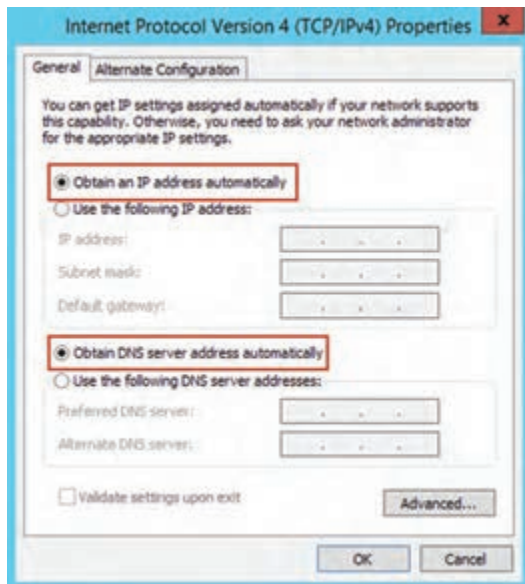 Internet Protocol Version 4 (TCP/IPv4) Properties
x
General
Alternate Configuration
You can get IP settings assigned automatically if your network supports
this capability. Otherwise, you need to ask your network administrator
for the appropriate IP settings.
Obtain an IP address automatically
Use the following IP address:
IP address:
Subnet mask:
Default gateway:
Obtain DNS server address automatically
Use the following DNS server addresses:
Preferred DNS server:
Alternate DNS server:
Validate settings upon exit
Advanced...
OK
Cancel